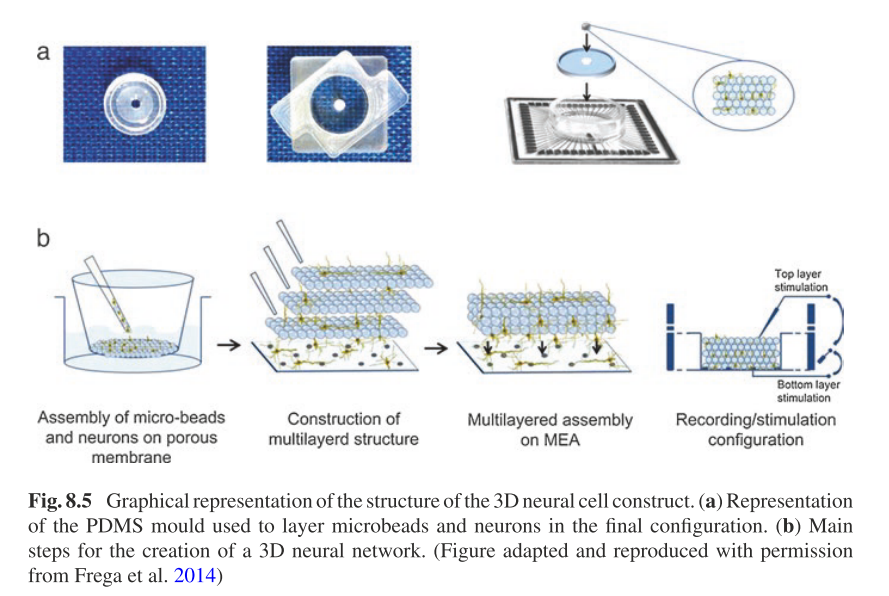 a
b
Top layer
stimulation
Bottom layer
stimulation
Assembly of micro-beads
and neurons on porous
membrane
Construction of
multilayerd structure
Multilayered assembly
on MEA
Recording/stimulation
configuration
Fig. 8.5 Graphical representation of the structure of the 3D neural cell construct. (a) Representation
of the PDMS mould used to layer microbeads and neurons in the final configuration. (b) Main
steps for the creation of a 3D neural network. (Figure adapted and reproduced with permission
from Frega et al. 2014)